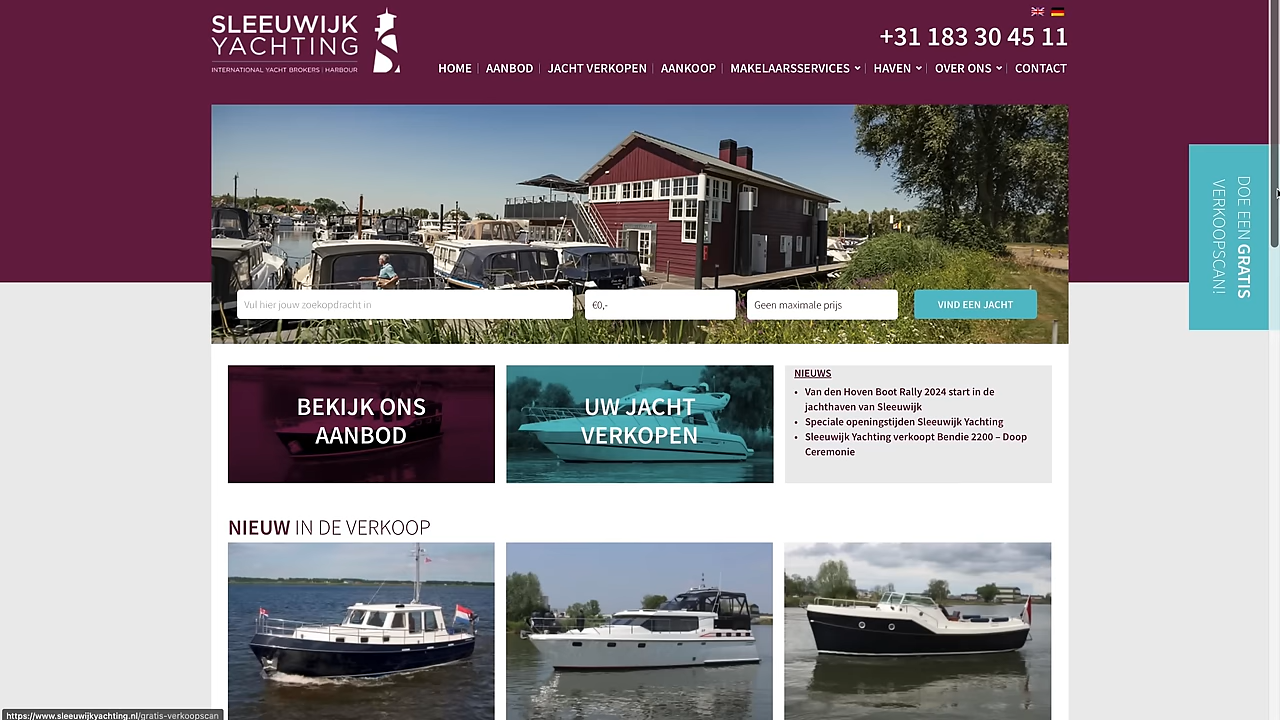 SLEEUWIJK
YACHTING
INTERNATIONAL YACHT BROKERS | HARBOUR
+31 183 30 45 11
HOME
AANBOD
JACHT VERKOPEN
AANKOOP
MAKELAARSSERVICES
HAVEN
OVER ONS
CONTACT
DOE EEN GRATIS
VERKOOPSCAN!
Vul hier jouw zoekopdracht in
€0,-
Geen maximale prijs
VIND EEN JACHT
BEKIJK ONS
AANBOD
UW JACHT
VERKOPEN
NIEUWS
• Van den Hoven Boot Rally 2024 start in de
jachthaven van Sleeuwijk
• Speciale openingstijden Sleeuwijk Yachting
• Sleeuwijk Yachting verkoopt Bendie 2200 – Doop
Ceremonie
NIEUW IN DE VERKOOP
https://www.sleeuwijkyachting.nl/gratis-verkoopscan